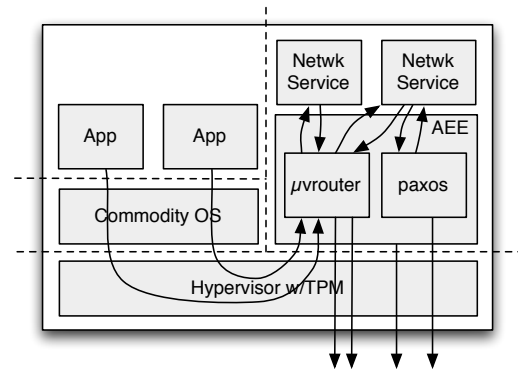 Netwk
Service
Netwk
Service
AEE
App
App
µvrouter
paxos
Commodity OS
Hypervisor w/TPM